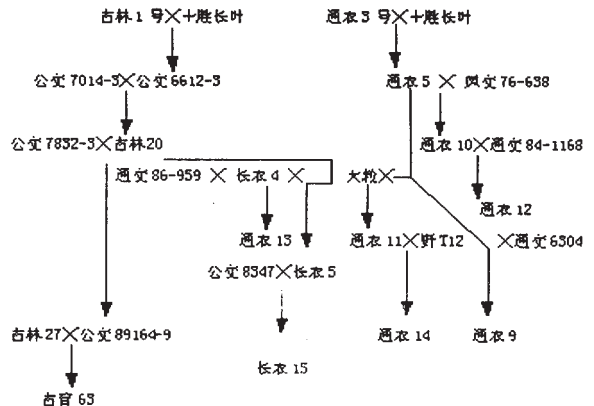 吉林1号╳十胜长叶 通农3号╳十胜长叶
公交7014-3╳公交6612-3 通农5 ╳ 凤交76-638
公交7832-3╳吉林20 通农10╳通交84-1168
通交86-959 ╳ 长农4 ╳ 大粒╳
通农12
通农13 通农11╳野T12 ╳通交6304
公交8347╳长农5
吉林27╳公交89164-9 通农14 通农9
长农15
吉育63